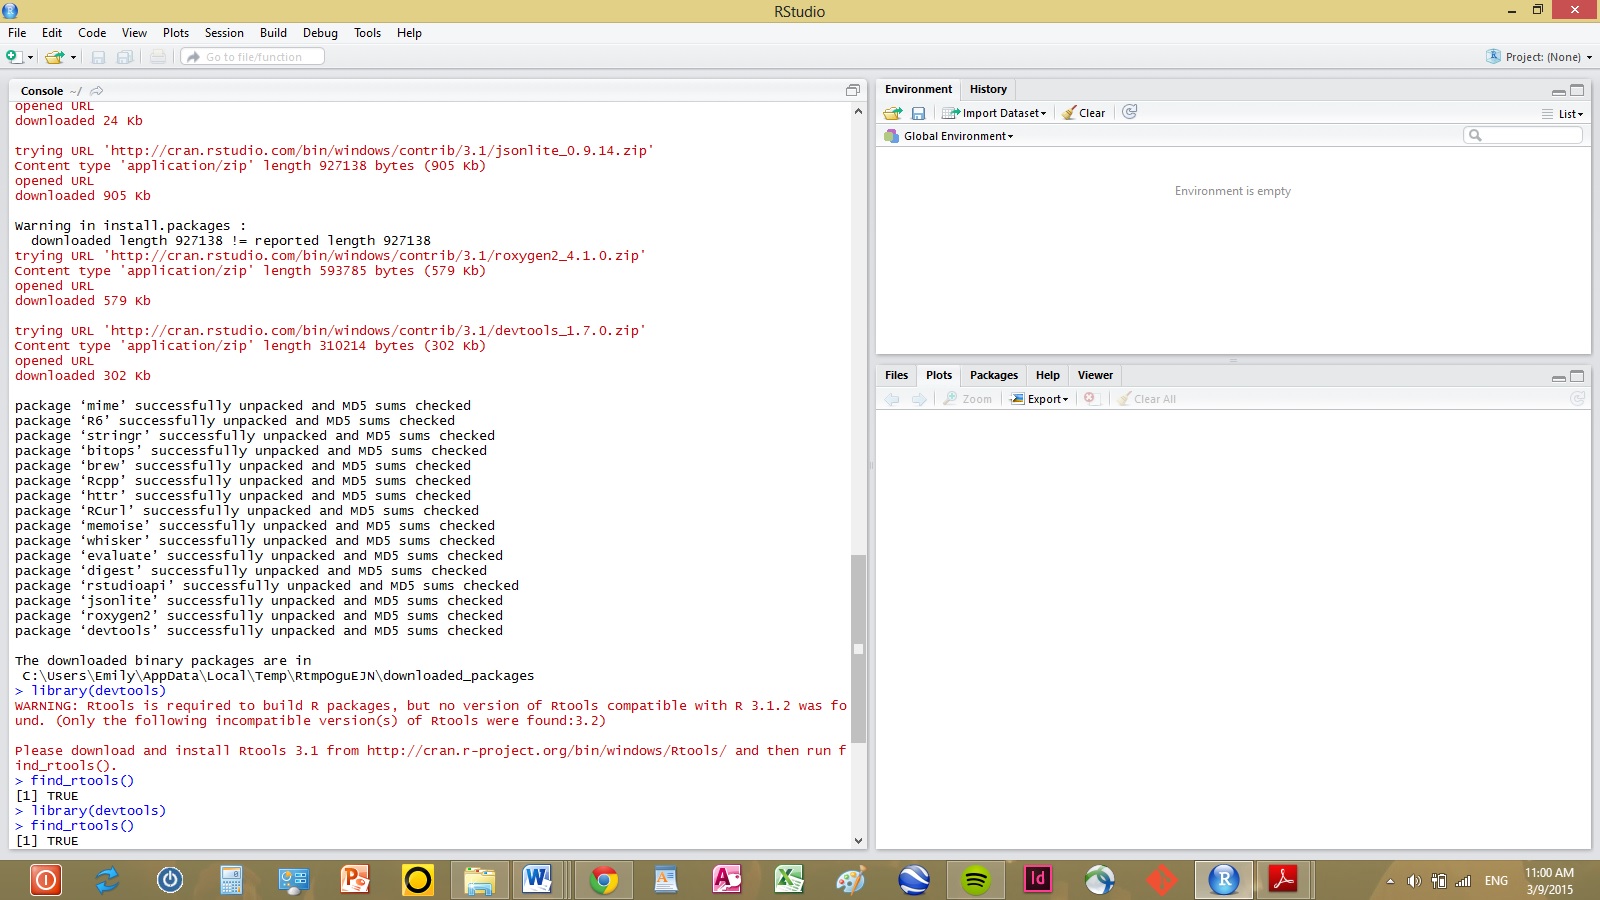 RStudio
File Edit Code View Plots Session Build Debug Tools Help
Go to file/function
Project: (None)
Console ~/
opened URL
downloaded 24 Kb
trying URL 'http://cran.rstudio.com/bin/windows/contrib/3.1/jsonlite_0.9.14.zip'
Content type 'application/zip' length 927138 bytes (905 Kb)
opened URL
downloaded 905 Kb
Warning in install.packages :
downloaded length 927138 != reported length 927138
trying URL 'http://cran.rstudio.com/bin/windows/contrib/3.1/roxygen2_4.1.0.zip'
Content type 'application/zip' length 593785 bytes (579 Kb)
opened URL
downloaded 579 Kb
trying URL 'http://cran.rstudio.com/bin/windows/contrib/3.1/devtools_1.7.0.zip'
Content type 'application/zip' length 310214 bytes (302 Kb)
opened URL
downloaded 302 Kb
package ‘mime’ successfully unpacked and MD5 sums checked
package ‘R6’ successfully unpacked and MD5 sums checked
package ‘stringr’ successfully unpacked and MD5 sums checked
package ‘bitops’ successfully unpacked and MD5 sums checked
package ‘brew’ successfully unpacked and MD5 sums checked
package ‘Rcpp’ successfully unpacked and MD5 sums checked
package ‘httr’ successfully unpacked and MD5 sums checked
package ‘RCurl’ successfully unpacked and MD5 sums checked
package ‘memoise’ successfully unpacked and MD5 sums checked
package ‘whisker’ successfully unpacked and MD5 sums checked
package ‘evaluate’ successfully unpacked and MD5 sums checked
package ‘digest’ successfully unpacked and MD5 sums checked
package ‘rstudioapi’ successfully unpacked and MD5 sums checked
package ‘jsonlite’ successfully unpacked and MD5 sums checked
package ‘roxygen2’ successfully unpacked and MD5 sums checked
package ‘devtools’ successfully unpacked and MD5 sums checked
The downloaded binary packages are in
C:\Users\Emily\AppData\Local\Temp\RtmpOguEJN\downloaded_packages
> library(devtools)
WARNING: Rtools is required to build R packages, but no version of Rtools compatible with R 3.1.2 was fo
und. (Only the following incompatible version(s) of Rtools were found:3.2)
Please download and install Rtools 3.1 from http://cran.r-project.org/bin/windows/Rtools/ and then run f
ind_rtools().
> find_rtools()
[1] TRUE
> library(devtools)
> find_rtools()
[1] TRUE
Environment History
Import Dataset Clear List
Global Environment
Environment is empty
Files Plots Packages Help Viewer
Zoom Export Clear All
ENG
11:00 AM
3/9/2015